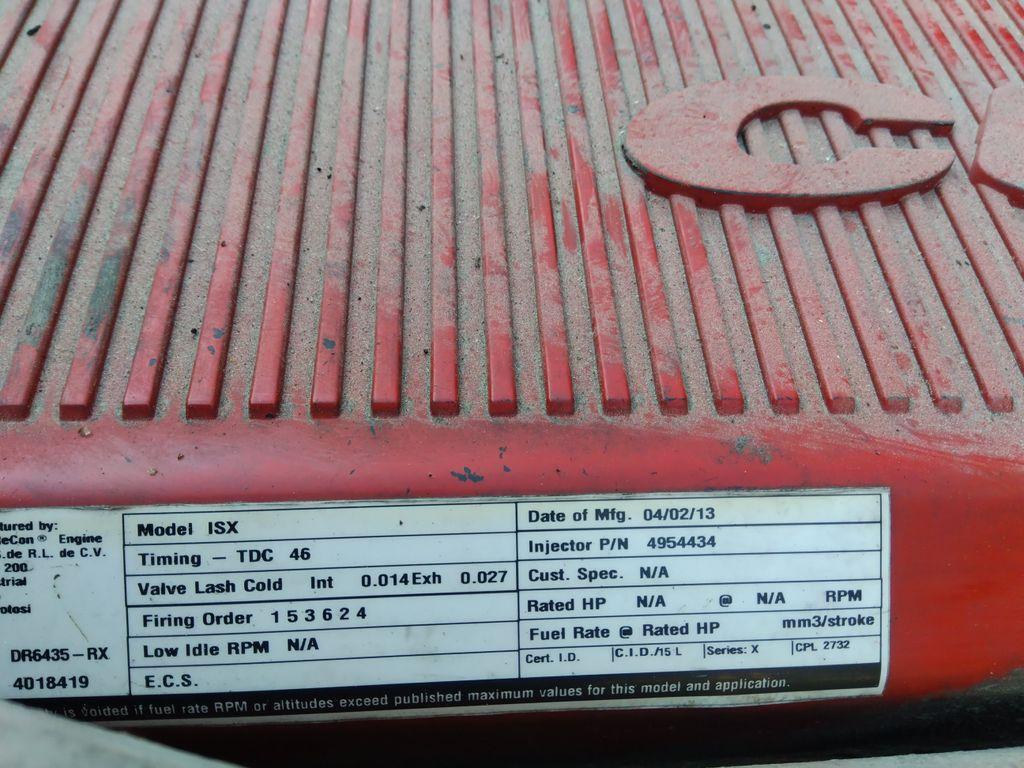 C
tured by:
eCon® Engine
.de R.L. de C.V.
200
strial
otosi
DR6435-RX
4018419
Model ISX
Timing — TDC 46
Valve Lash Cold Int 0.014 Exh 0.027
Firing Order 1 5 3 6 2 4
Low Idle RPM N/A
E.C.S.
Date of Mfg. 04/02/13
Injector P/N 4954434
Cust. Spec. N/A
Rated HP N/A @ N/A RPM
Fuel Rate @ Rated HP mm3/stroke
Cert. I.D. C.I.D./15 L Series: X CPL 2732
ty is voided if fuel rate RPM or altitudes exceed published maximum values for this model and application.